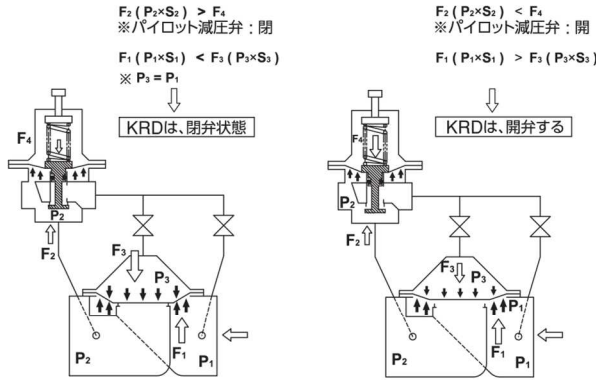 F₂ ( P₂×S₂ ) > F₄
※パイロット減圧弁 : 閉
F₁ ( P₁×S₁ ) < F₃ ( P₃×S₃ )
※ P₃ = P₁
KRDは、閉弁状態
F₄
P₂
F₂
F₃
P₃
F₁
P₂
P₁
F₂ ( P₂×S₂ ) < F₄
※パイロット減圧弁 : 開
F₁ ( P₁×S₁ ) > F₃ ( P₃×S₃ )
KRDは、開弁する
F₄
P₂
F₂
F₃
P₃
P₁
F₁
P₂
P₁